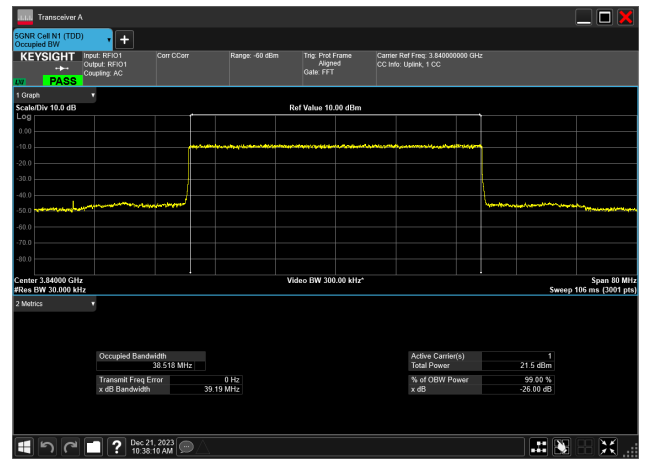 Transceiver A
5GNR Cell N1 (TDD)
Occupied BW
KEYSIGHT
LW PASS
Input: RFIO1
Output: RFIO1
Coupling: AC
Corr CCorr
Range: -60 dBm
Trig: Prot Frame
Aligned
Gate: FFT
Carrier Ref Freq: 3.840000000 GHz
CC Info: Uplink, 1 CC
1 Graph
Scale/Div 10.0 dB
Ref Value 10.00 dBm
Log
0.00
-10.0
-20.0
-30.0
-40.0
-50.0
-60.0
-70.0
-80.0
Center 3.84000 GHz
Video BW 300.00 kHz*
Span 80 MHz
#Res BW 30.000 kHz
Sweep 106 ms (3001 pts)
2 Metrics
Occupied Bandwidth
38.518 MHz
Transmit Freq Error 0 Hz
x dB Bandwidth 39.19 MHz
Active Carrier(s) 1
Total Power 21.5 dBm
% of OBW Power 99.00 %
x dB -26.00 dB
Dec 21, 2023
10:38:10 AM